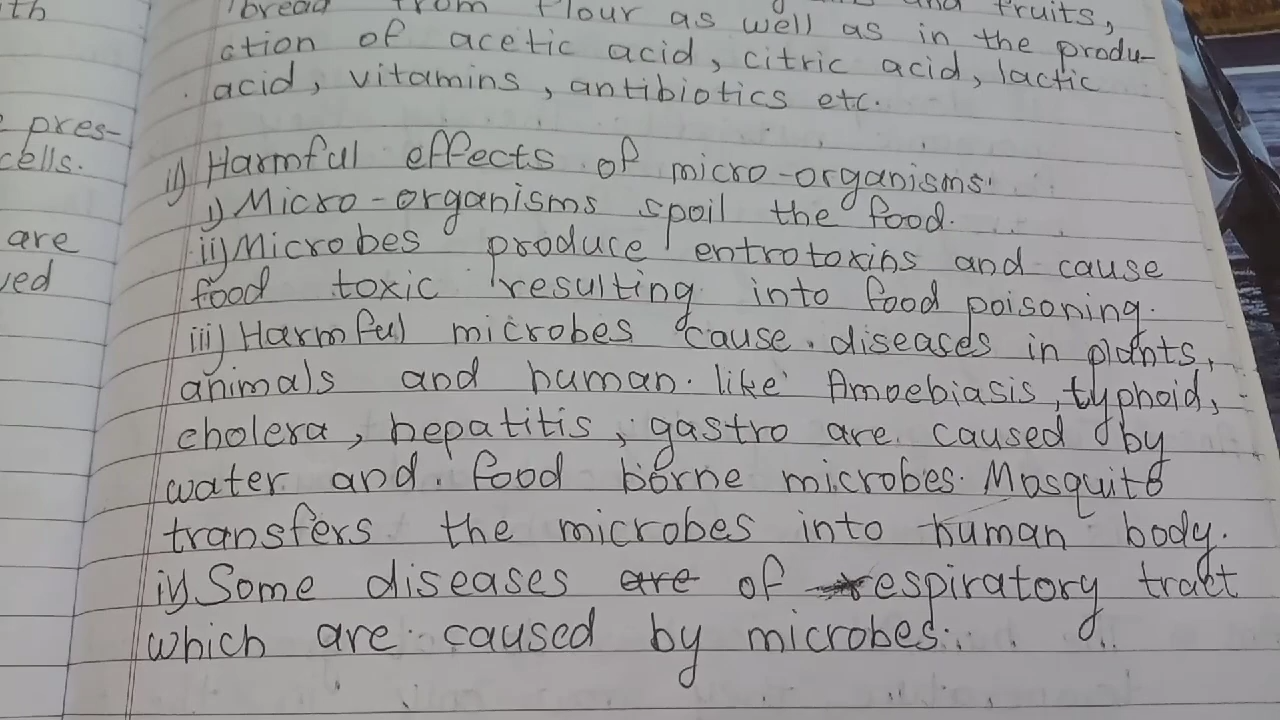 th
pres-
cells.
are
bread from flour as well as in the produ-
ction of acetic acid, citric acid, lactic
acid, vitamins, antibiotics etc.
ii) Harmful effects of micro-organisms.
i) Micro-organisms spoil the food.
ii) Microbes produce entrotoxins and cause
food toxic resulting into food poisoning.
iii) Harmful microbes cause diseases in plants,
animals and human. like Amoebiasis, typhoid,
cholera, hepatitis, gastro are caused by
water and food borne microbes. Mosquito
transfers the microbes into human body.
iv) Some diseases are of respiratory tract
which are caused by microbes.